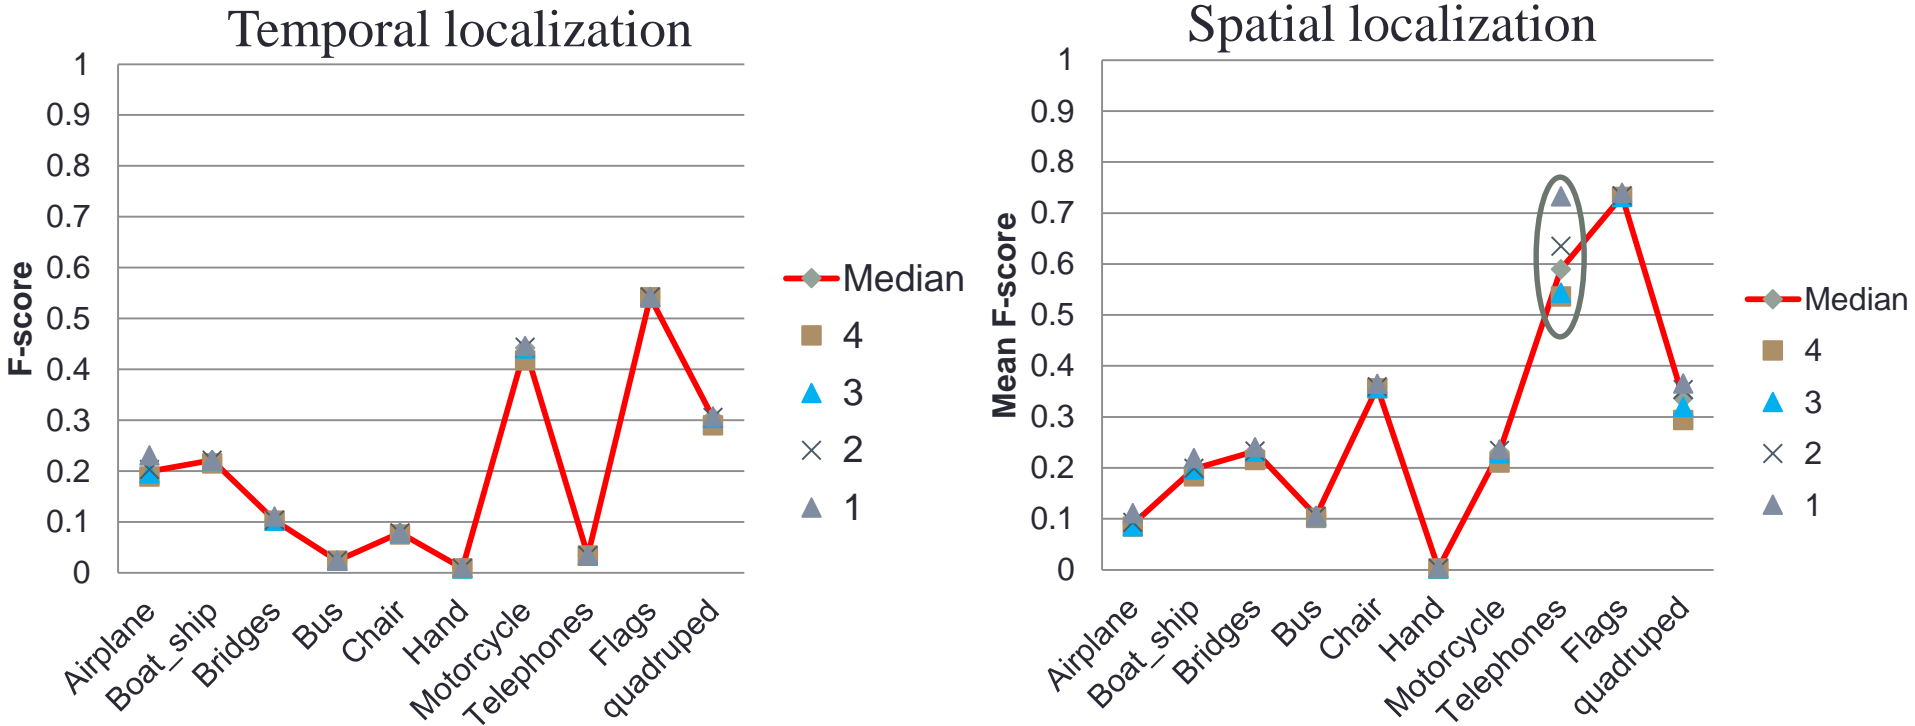 Temporal localization
1
0.9
0.8
0.7
0.6
0.5
0.4
0.3
0.2
0.1
0
F-score
Airplane
Boat_ship
Bridges
Bus
Chair
Hand
Motorcycle
Telephones
Flags
quadruped
Median
4
3
2
1
Spatial localization
1
0.9
0.8
0.7
0.6
0.5
0.4
0.3
0.2
0.1
0
Mean F-score
Airplane
Boat_ship
Bridges
Bus
Chair
Hand
Motorcycle
Telephones
Flags
quadruped
Median
4
3
2
1